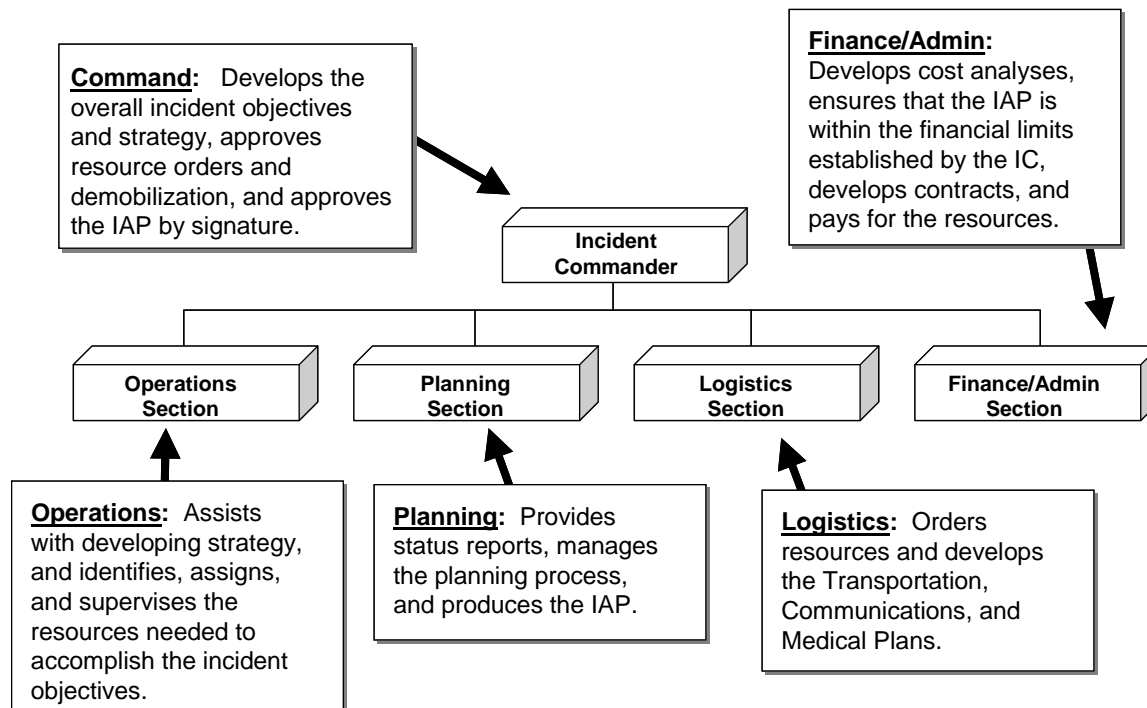 Command: Develops the
overall incident objectives
and strategy, approves
resource orders and
demobilization, and approves
the IAP by signature.
Finance/Admin:
Develops cost analyses,
ensures that the IAP is
within the financial limits
established by the IC,
develops contracts, and
pays for the resources.
Incident
Commander
Operations
Section
Planning
Section
Logistics
Section
Finance/Admin
Section
Operations: Assists
with developing strategy,
and identifies, assigns,
and supervises the
resources needed to
accomplish the incident
objectives.
Planning: Provides
status reports, manages
the planning process,
and produces the IAP.
Logistics: Orders
resources and develops
the Transportation,
Communications, and
Medical Plans.